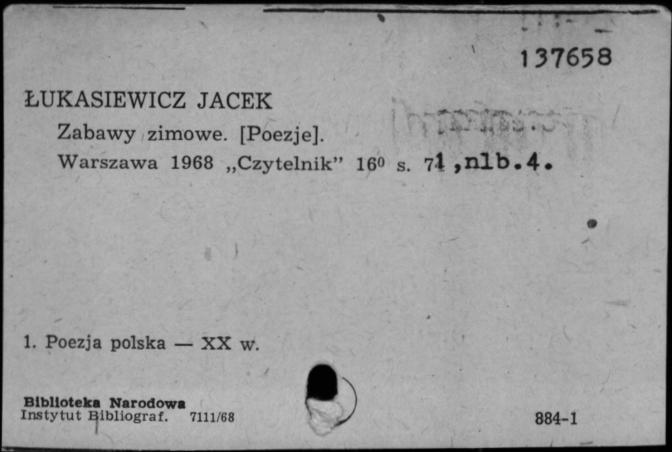 137658
ŁUKASIEWICZ JACEK
Zabawy zimowe. [Poezje].
Warszawa 1968 „Czytelnik” 16⁰ s. 71, nlb. 4.
1. Poezja polska — XX w.
Biblioteka Narodowa
Instytut Bibliograf. 7111/68
884-1